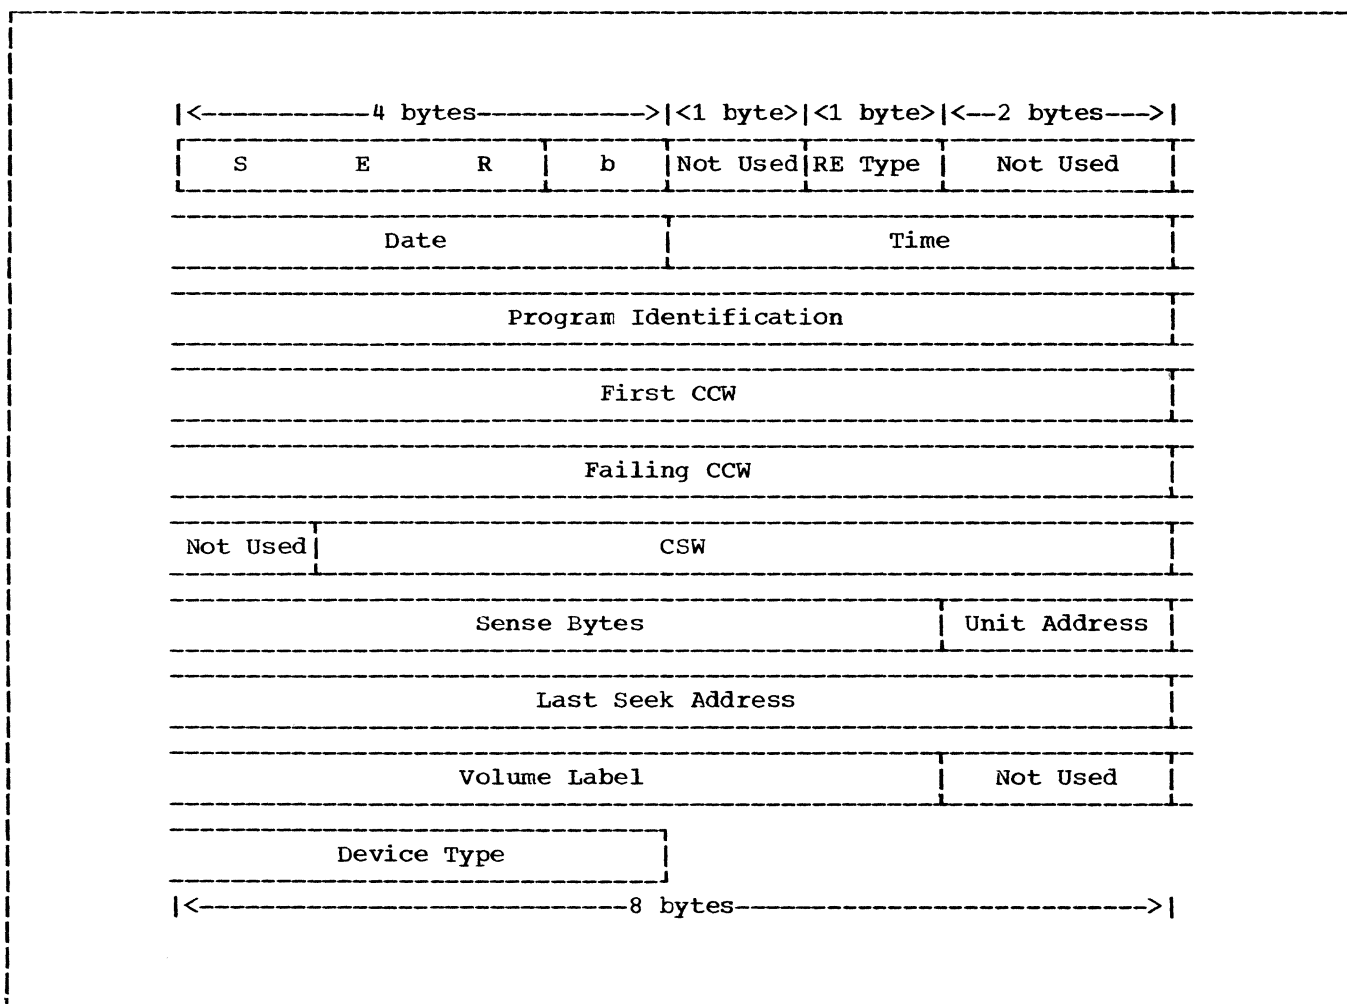 |<-----------4 bytes----------->|<1 byte>|<1 byte>|<--2 bytes--->|
S E R | b |Not Used|RE Type | Not Used |
Date | Time |
Program Identification |
First CCW |
Failing CCW |
Not Used| CSW |
Sense Bytes | Unit Address |
Last Seek Address |
Volume Label | Not Used |
Device Type |
|<----------------------------8 bytes--------------------------->|